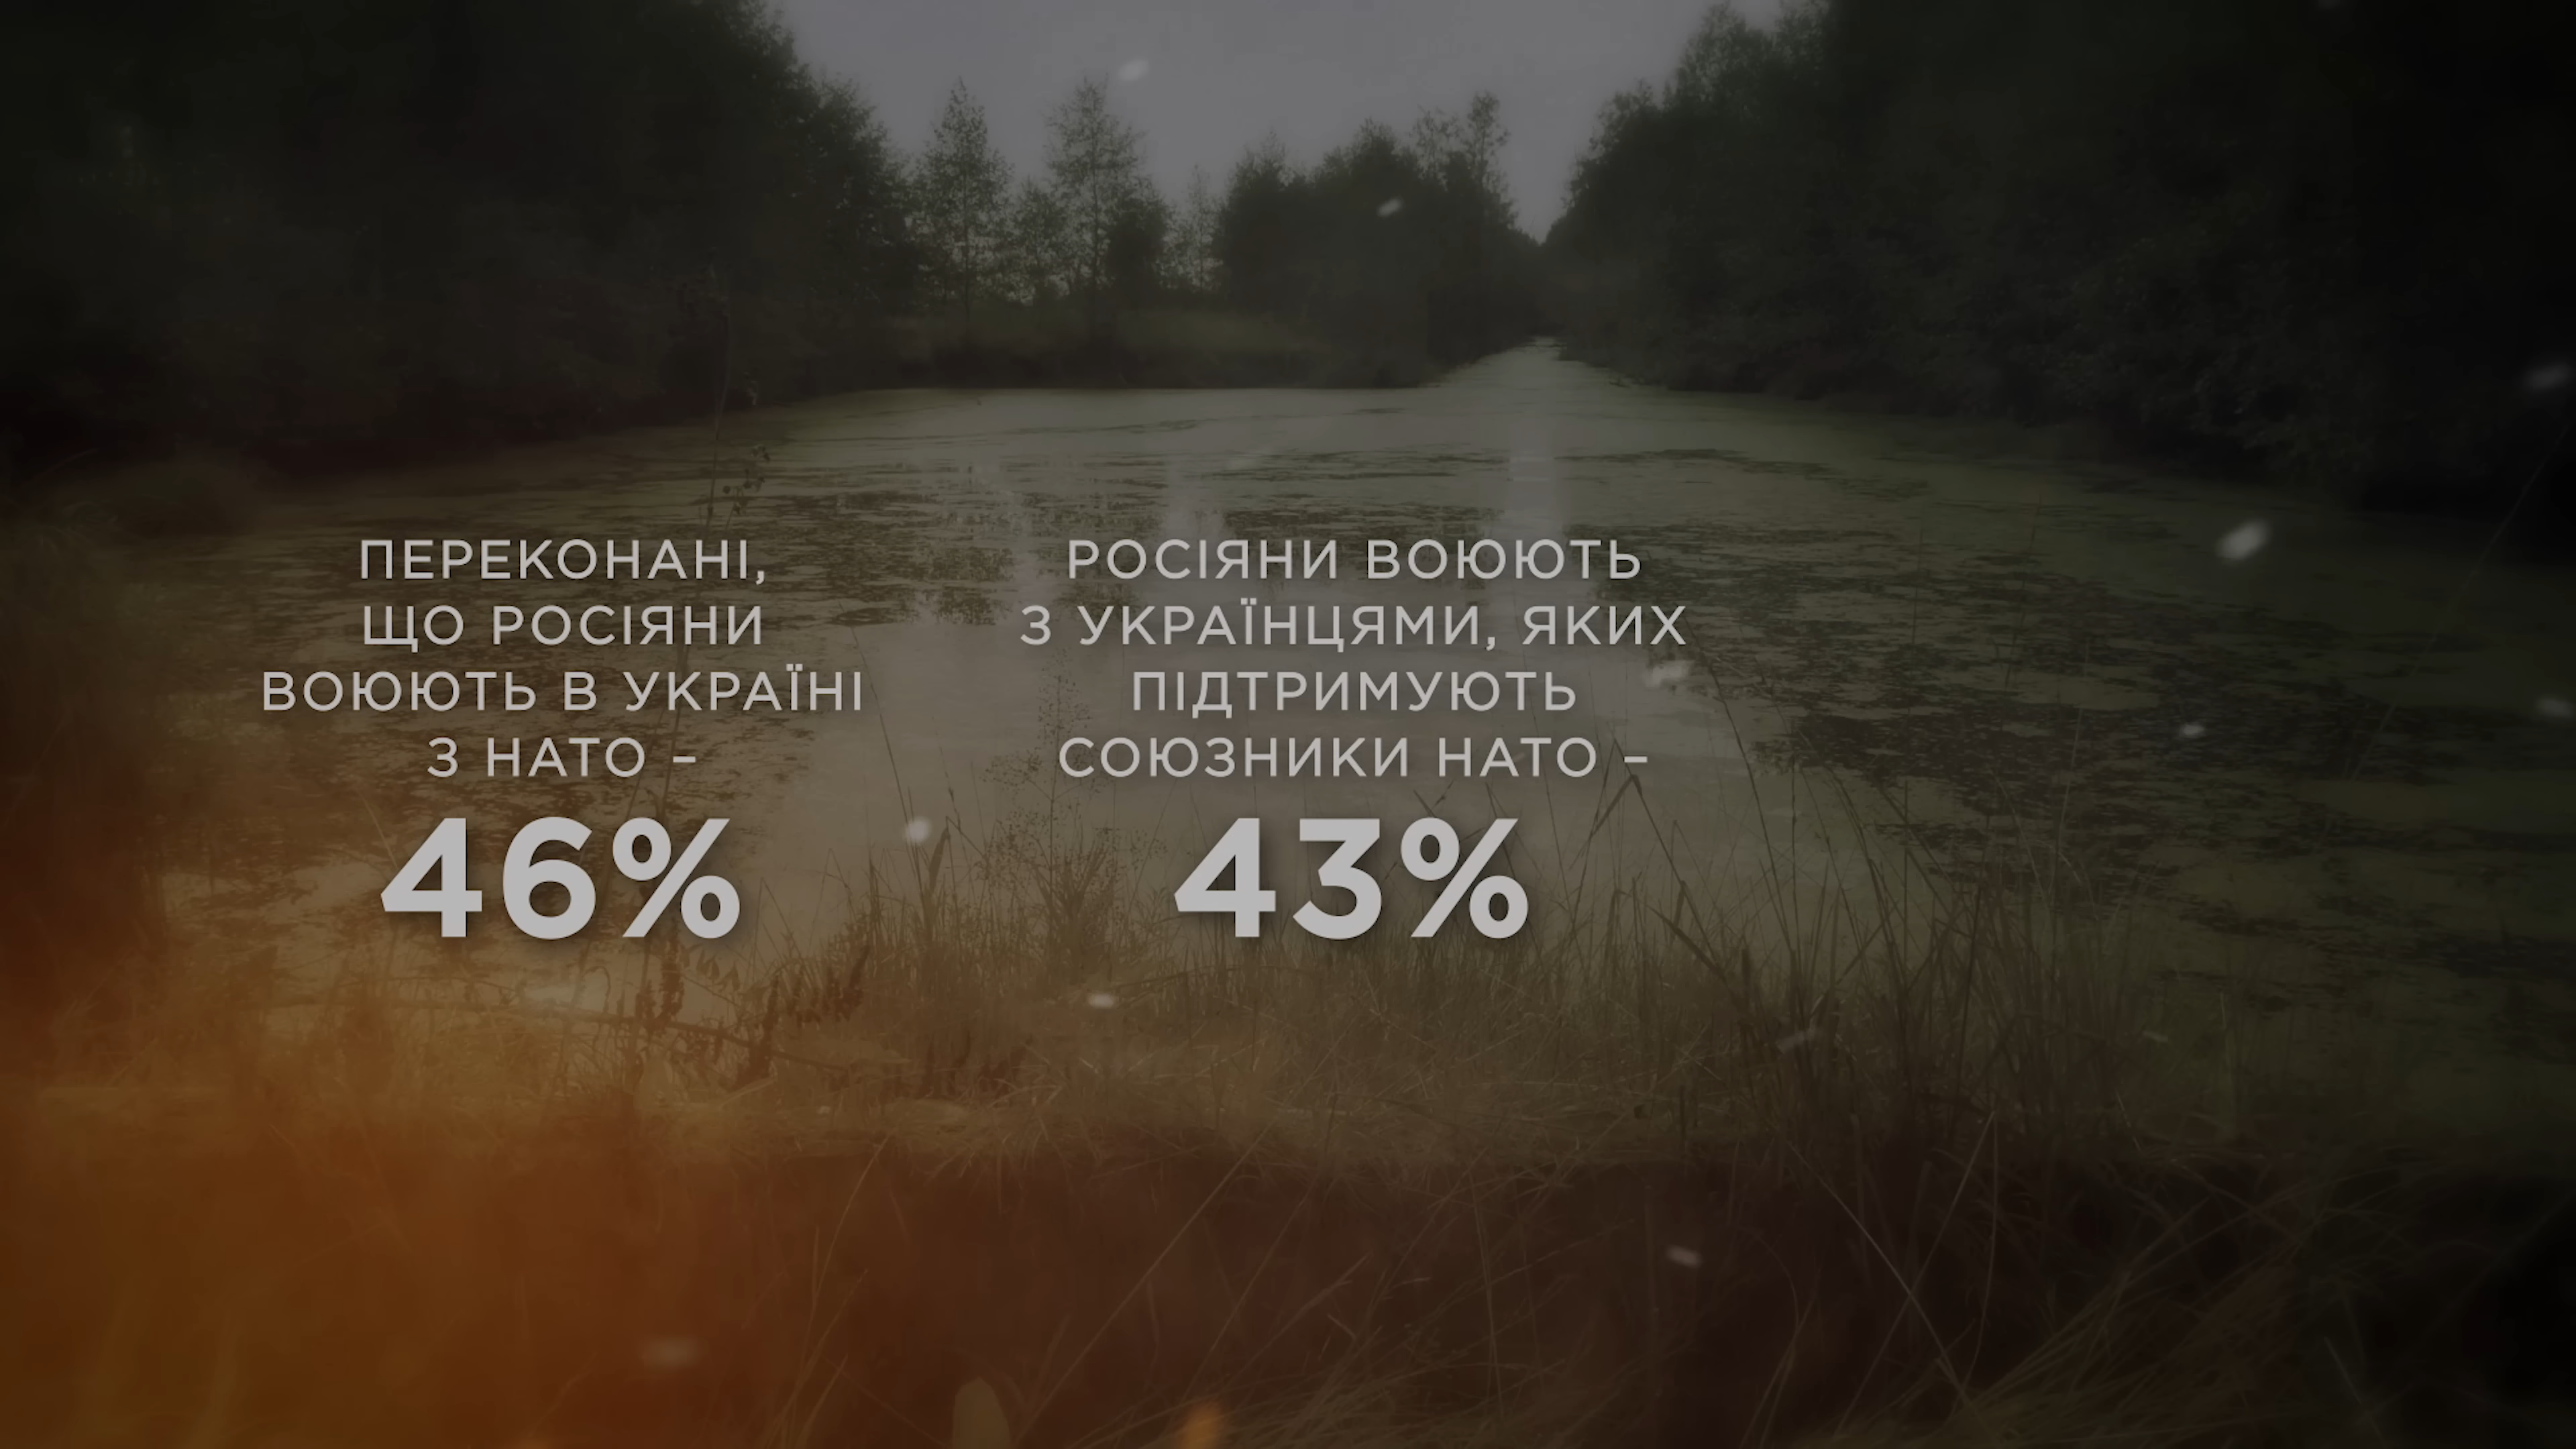 ПЕРЕКОНАНІ,
ЩО РОСІЯНИ
ВОЮЮТЬ В УКРАЇНІ
З НАТО –
46%
РОСІЯНИ ВОЮЮТЬ
З УКРАЇНЦЯМИ, ЯКИХ
ПІДТРИМУЮТЬ
СОЮЗНИКИ НАТО –
43%